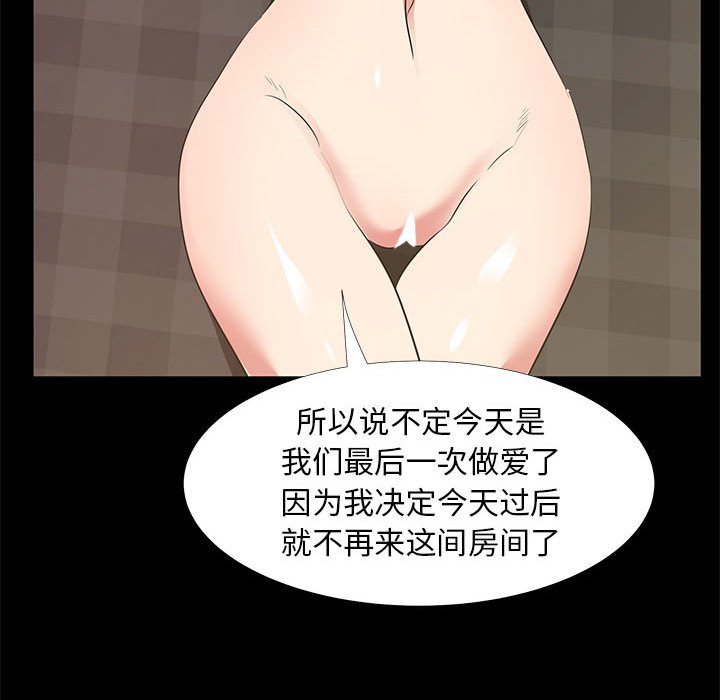 所以说不定今天是
我们最后一次做爱了
因为我决定今天过后
就不再来这间房间了